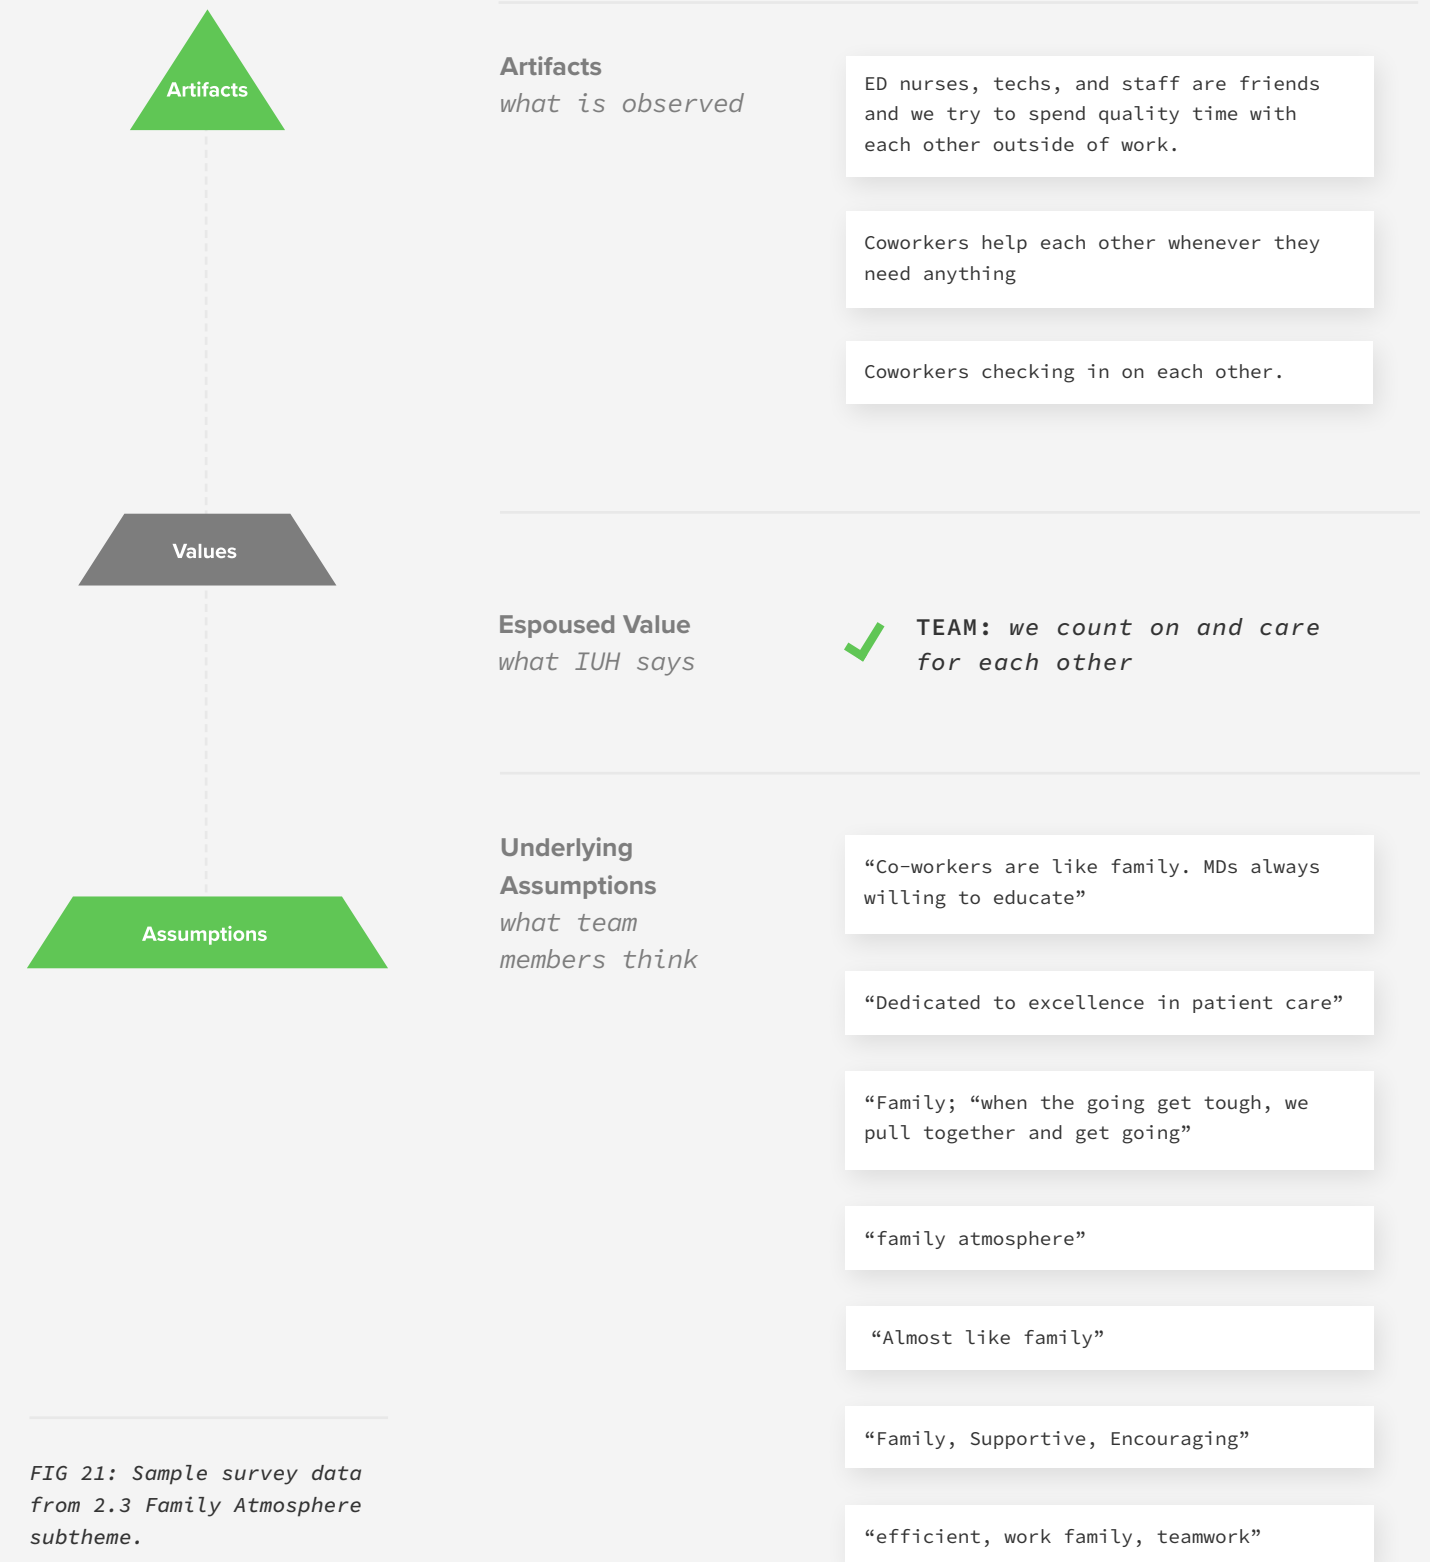 Artifacts
Artifacts
what is observed
ED nurses, techs, and staff are friends
and we try to spend quality time with
each other outside of work.
Coworkers help each other whenever they
need anything
Coworkers checking in on each other.
Values
Espoused Value
what IUH says
TEAM: we count on and care
for each other
Assumptions
Underlying
Assumptions
what team
members think
“Co-workers are like family. MDs always
willing to educate”
“Dedicated to excellence in patient care”
“Family; “when the going get tough, we
pull together and get going”
“family atmosphere”
“Almost like family”
“Family, Supportive, Encouraging”
“efficient, work family, teamwork”
FIG 21: Sample survey data
from 2.3 Family Atmosphere
subtheme.